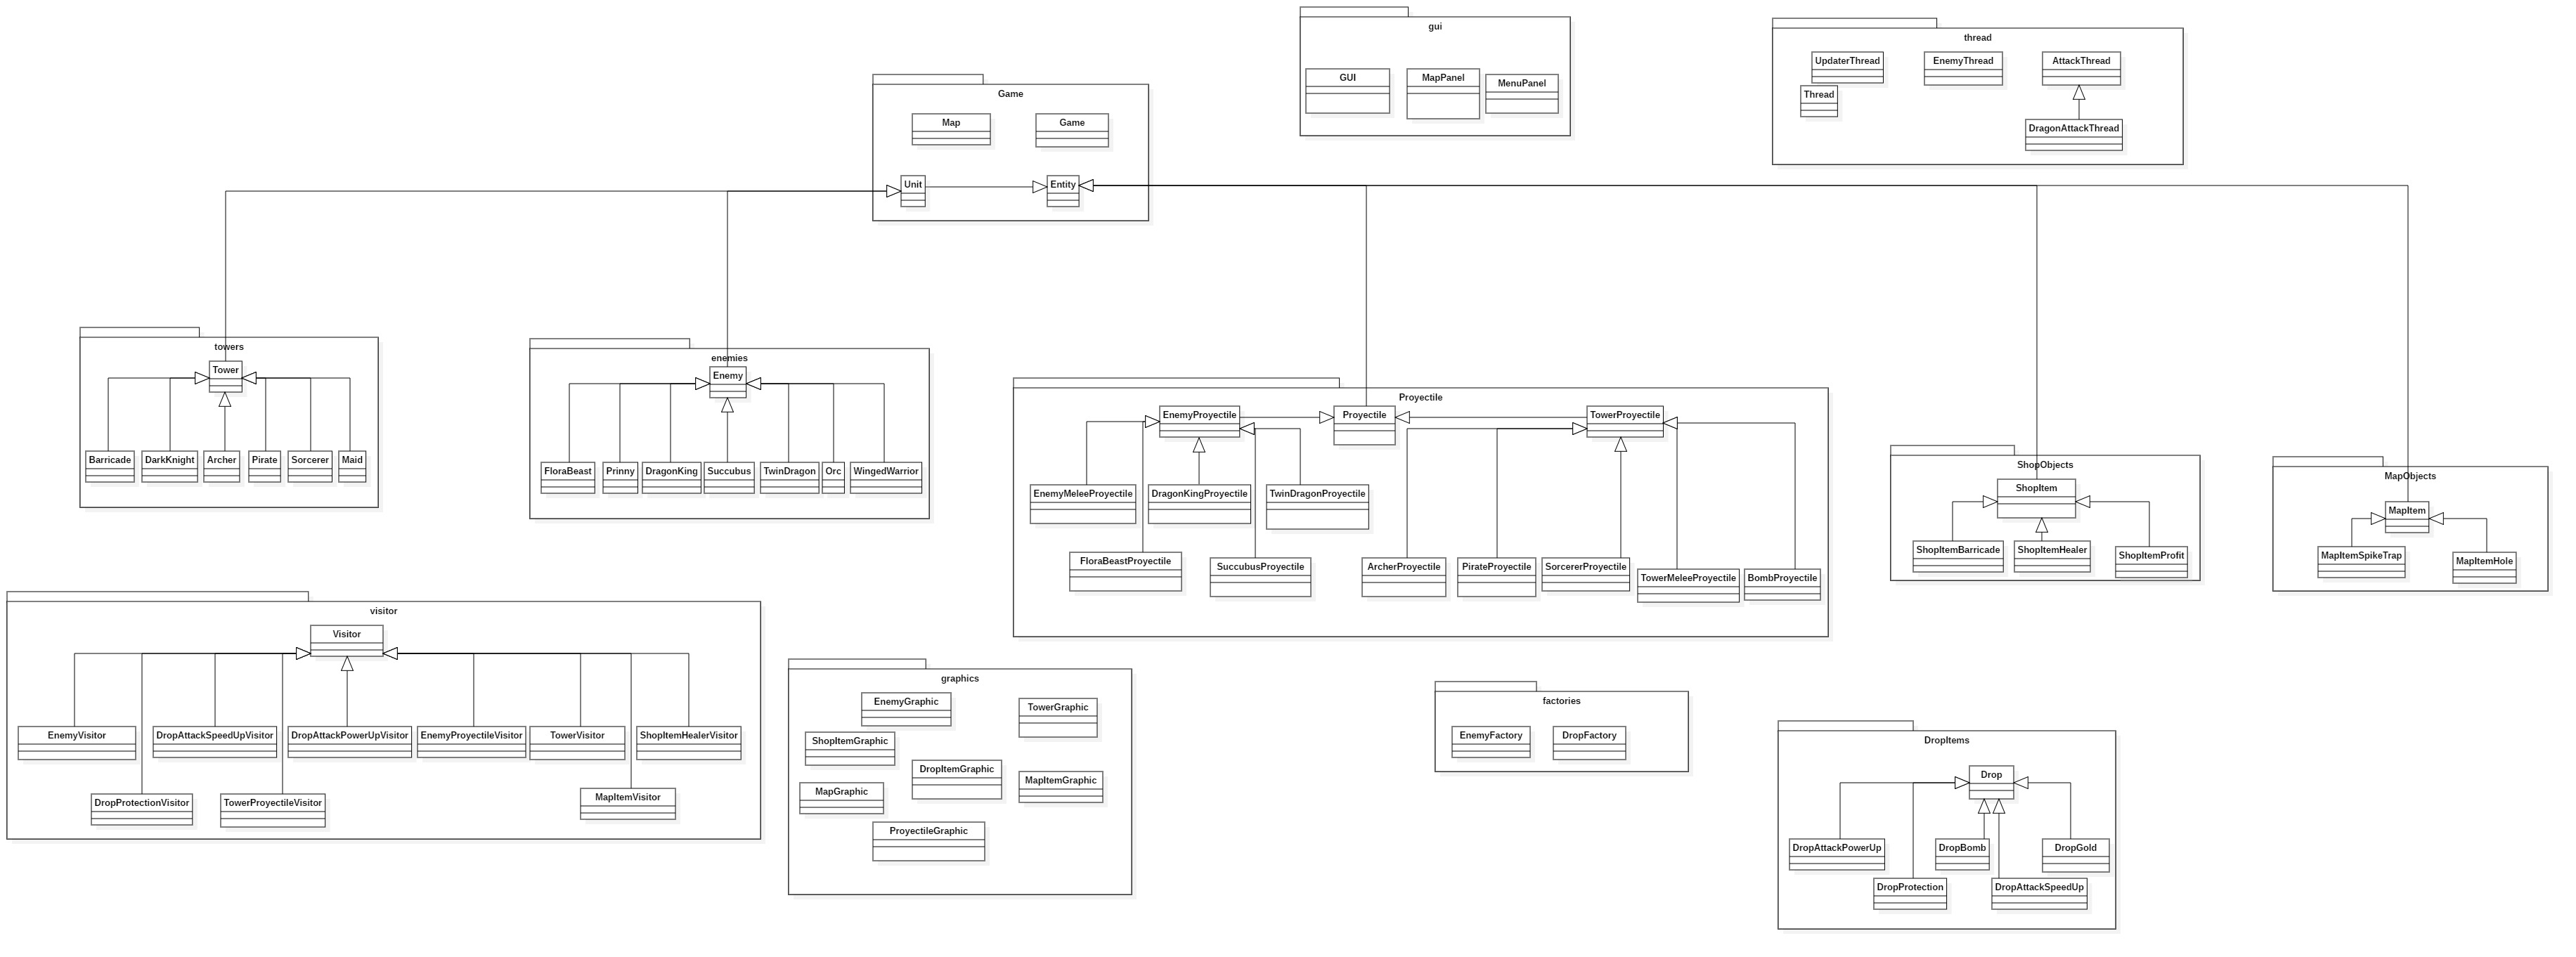 gui
GUI
MapPanel
MenuPanel
thread
UpdaterThread
EnemyThread
AttackThread
Thread
DragonAttackThread
Game
Map
Game
Unit
Entity
towers
Tower
Barricade
DarkKnight
Archer
Pirate
Sorcerer
Maid
enemies
Enemy
FloraBeast
Prinny
DragonKing
Succubus
TwinDragon
Orc
WingedWarrior
Proyectile
EnemyProyectile
Proyectile
TowerProyectile
EnemyMeleeProyectile
DragonKingProyectile
TwinDragonProyectile
FloraBeastProyectile
SuccubusProyectile
ArcherProyectile
PirateProyectile
SorcererProyectile
TowerMeleeProyectile
BombProyectile
ShopObjects
ShopItem
ShopItemBarricade
ShopItemHealer
ShopItemProfit
MapObjects
MapItem
MapItemSpikeTrap
MapItemHole
visitor
Visitor
EnemyVisitor
DropAttackSpeedUpVisitor
DropAttackPowerUpVisitor
EnemyProyectileVisitor
TowerVisitor
ShopItemHealerVisitor
DropProtectionVisitor
TowerProyectileVisitor
MapItemVisitor
graphics
EnemyGraphic
TowerGraphic
ShopItemGraphic
DropItemGraphic
MapItemGraphic
MapGraphic
ProyectileGraphic
factories
EnemyFactory
DropFactory
DropItems
Drop
DropAttackPowerUp
DropBomb
DropGold
DropProtection
DropAttackSpeedUp